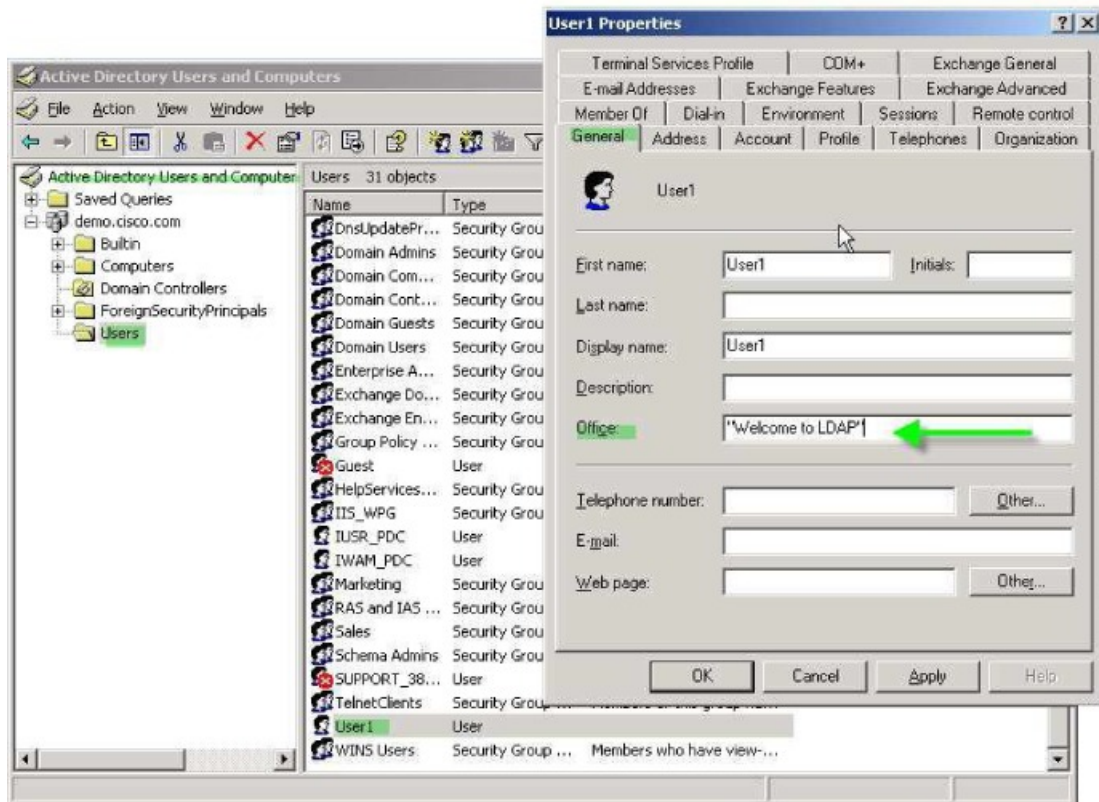 User1 Properties
Terminal Services Profile COM+ Exchange General
E-mail Addresses Exchange Features Exchange Advanced
Member Of Dial-in Environment Sessions Remote control
General Address Account Profile Telephones Organization
User1
First name: User1 Initials:
Last name:
Display name: User1
Description:
Office: "Welcome to LDAP"
Telephone number: Other...
E-mail:
Web page: Other...
OK Cancel Apply Help
Active Directory Users and Computers
File Action View Window Help
Active Directory Users and Computer
Saved Queries
demo.cisco.com
Builtin
Computers
Domain Controllers
ForeignSecurityPrincipals
Users
Users 31 objects
Name Type
DnsUpdatePr... Security Grou
Domain Admins Security Grou
Domain Com... Security Grou
Domain Cont... Security Grou
Domain Guests Security Grou
Domain Users Security Grou
Enterprise A... Security Grou
Exchange Do... Security Grou
Exchange En... Security Grou
Group Policy ... Security Grou
Guest User
HelpServices... Security Grou
IIS_WPG Security Grou
IUSR_PDC User
IWAM_PDC User
Marketing Security Grou
RAS and IAS ... Security Grou
Sales Security Grou
Schema Admins Security Grou
SUPPORT_38... User
TelnetClients Security Group ...
User1 User
WINS Users Security Group ... Members who have view-...